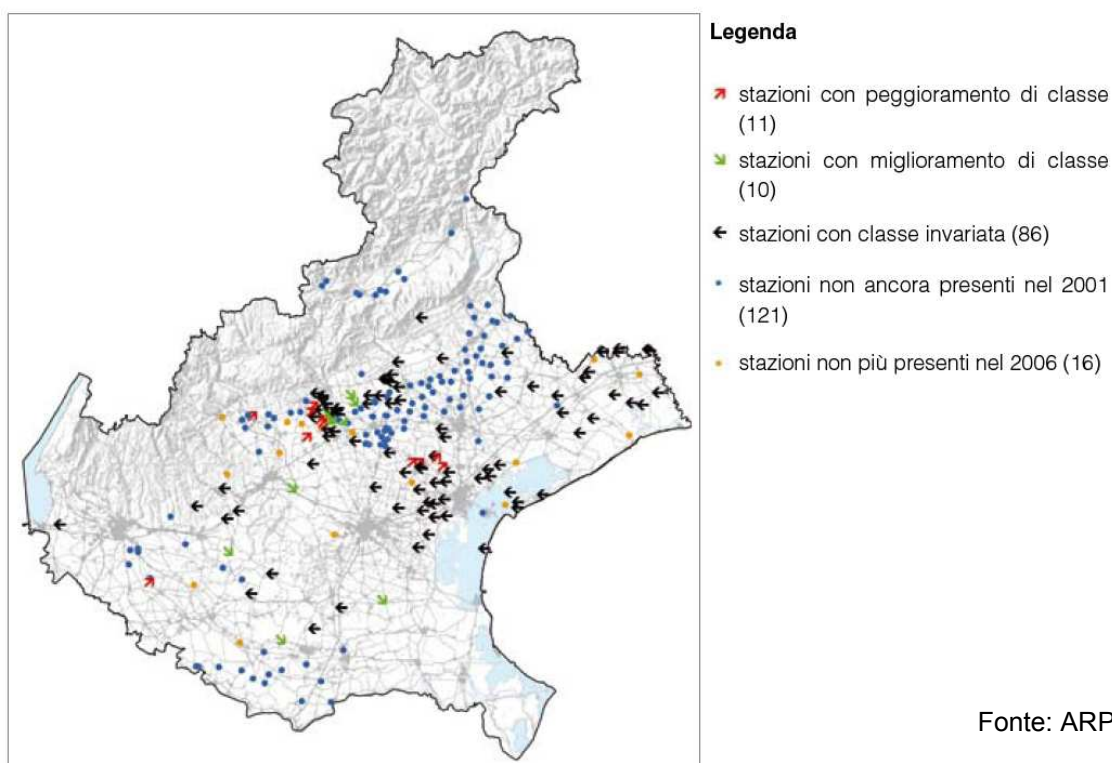 Legenda
stazioni con peggioramento di classe
(11)
stazioni con miglioramento di classe
(10)
stazioni con classe invariata (86)
stazioni non ancora presenti nel 2001
(121)
stazioni non più presenti nel 2006 (16)
Fonte: ARP